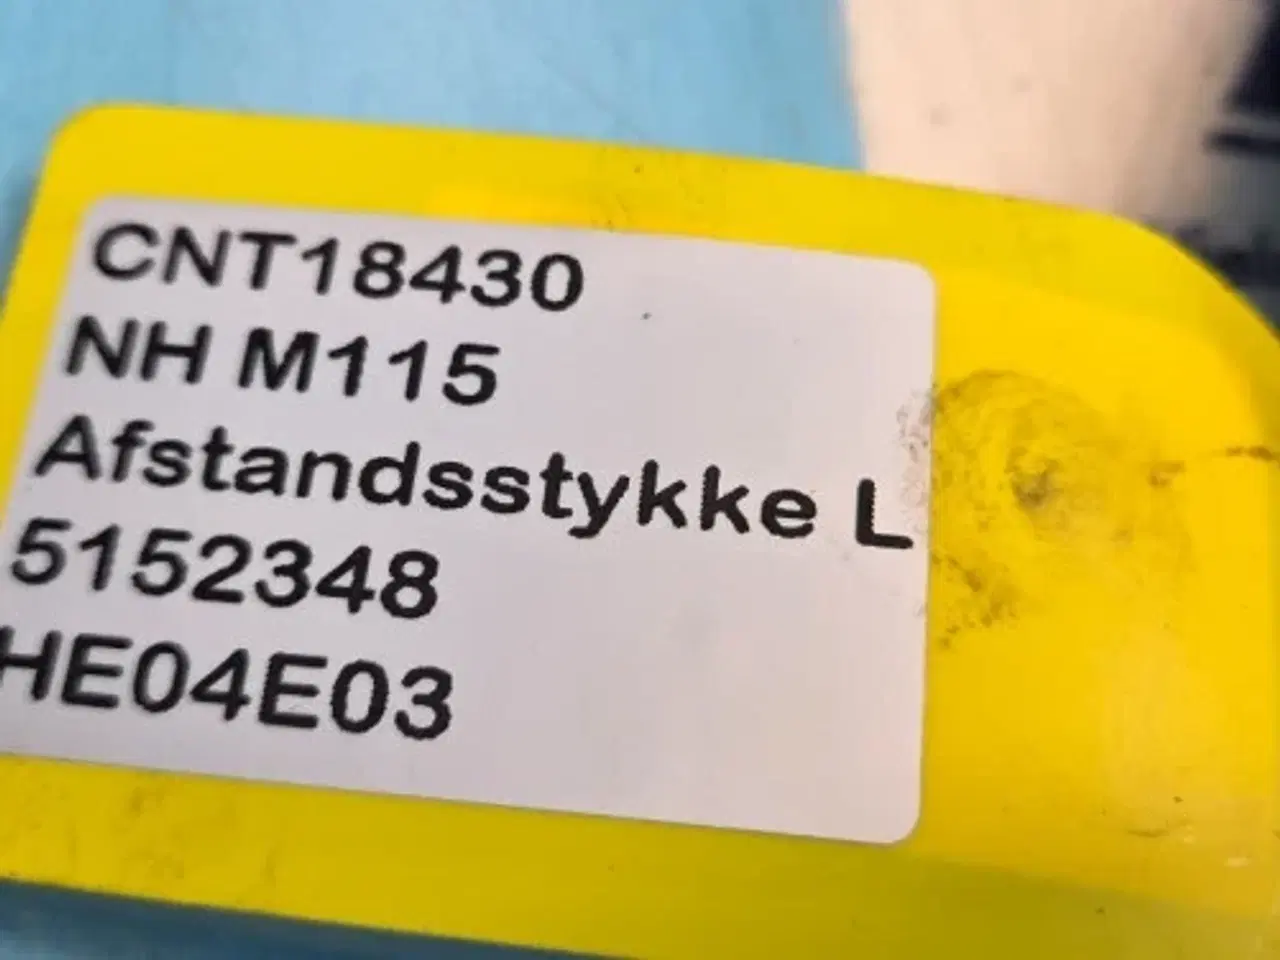 CNT18430
NH M115
Afstandsstykke L
5152348
HE04E03